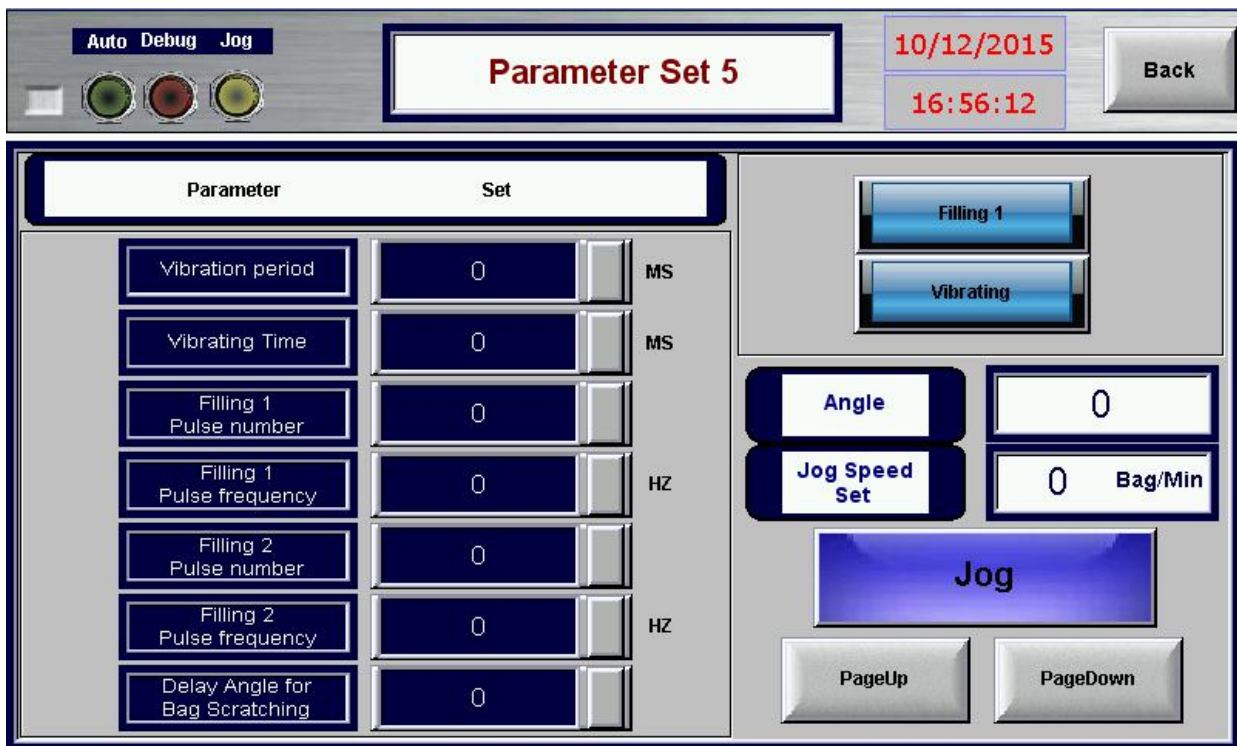 Auto Debug Jog
Parameter Set 5
10/12/2015
16:56:12
Back
Parameter Set
Vibration period 0 MS
Vibrating Time 0 MS
Filling 1
Pulse number
0
Filling 1
Pulse frequency
0 HZ
Filling 2
Pulse number
0
Filling 2
Pulse frequency
0 HZ
Delay Angle for
Bag Scratching
0
Filling 1
Vibrating
Angle 0
Jog Speed
Set
0 Bag/Min
Jog
PageUp PageDown